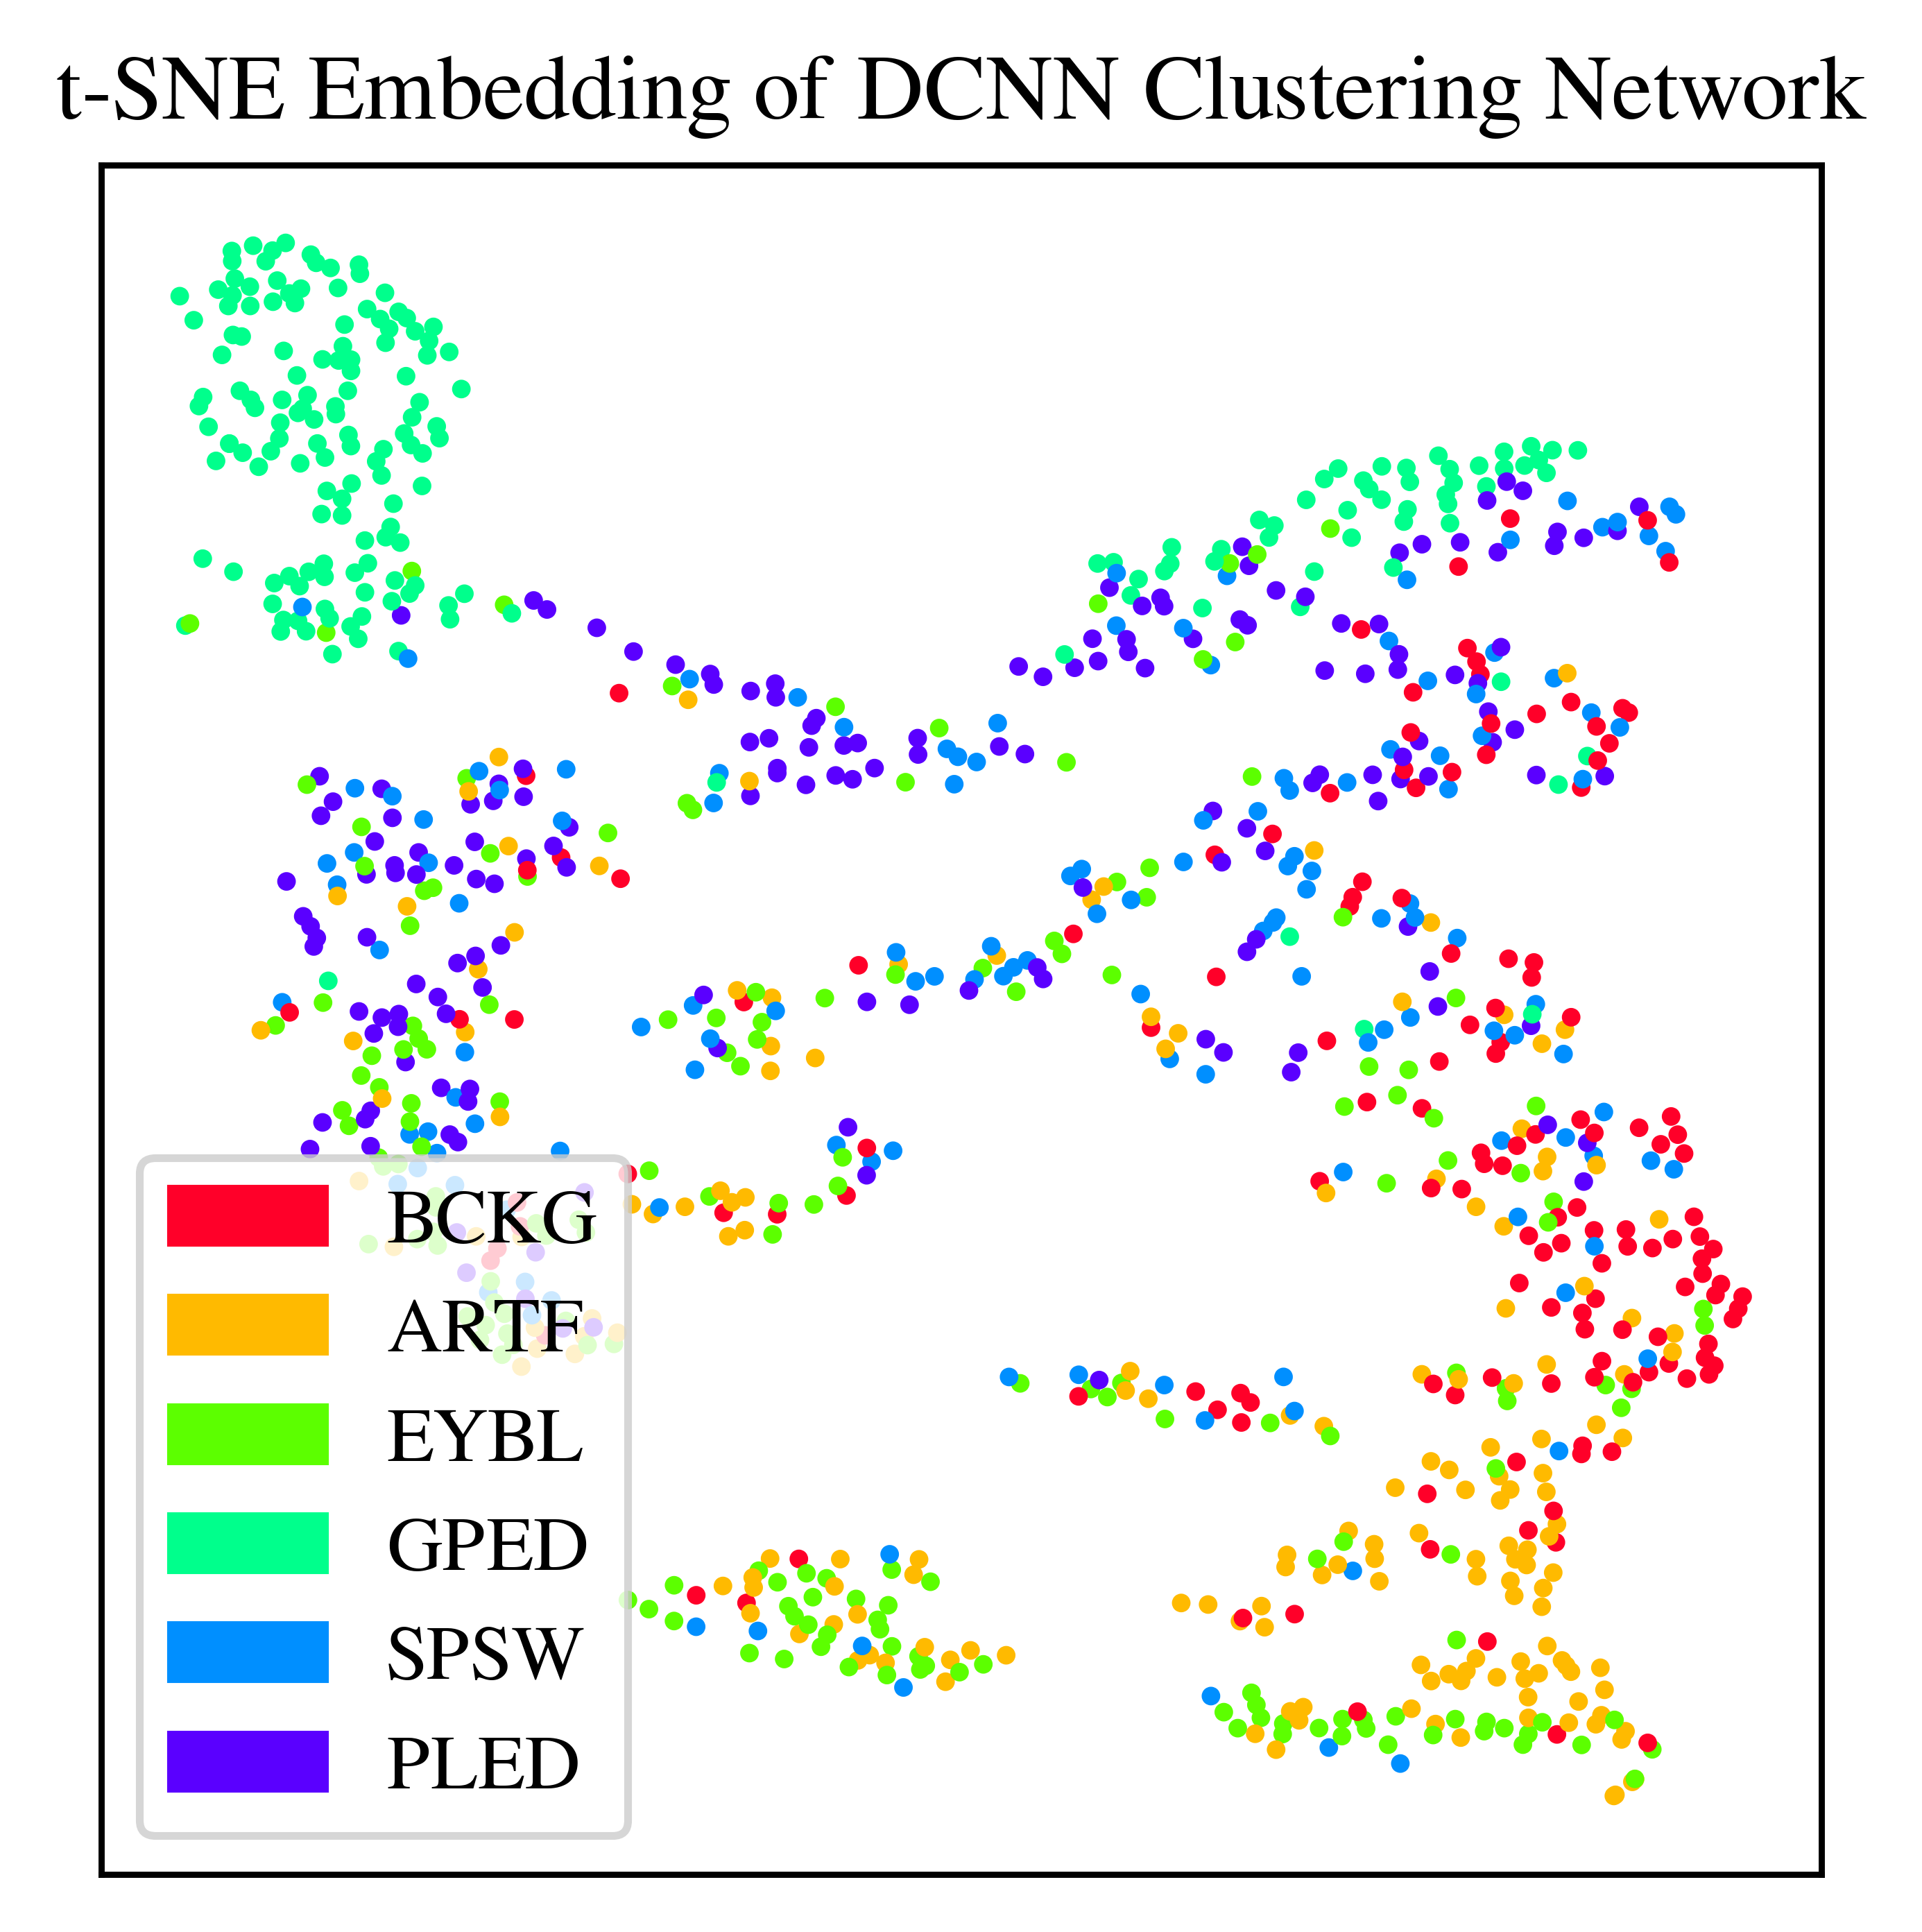 t-SNE Embedding of DCNN Clustering Network
BCKG
ARTF
EYBL
GPED
SPSW
PLED